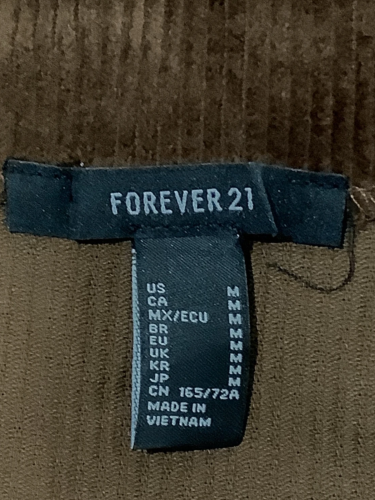 FOREVER 21
US M
CA M
MX/ECU M
BR M
EU M
UK M
KR M
JP M
CN 165/72A
MADE IN
VIETNAM